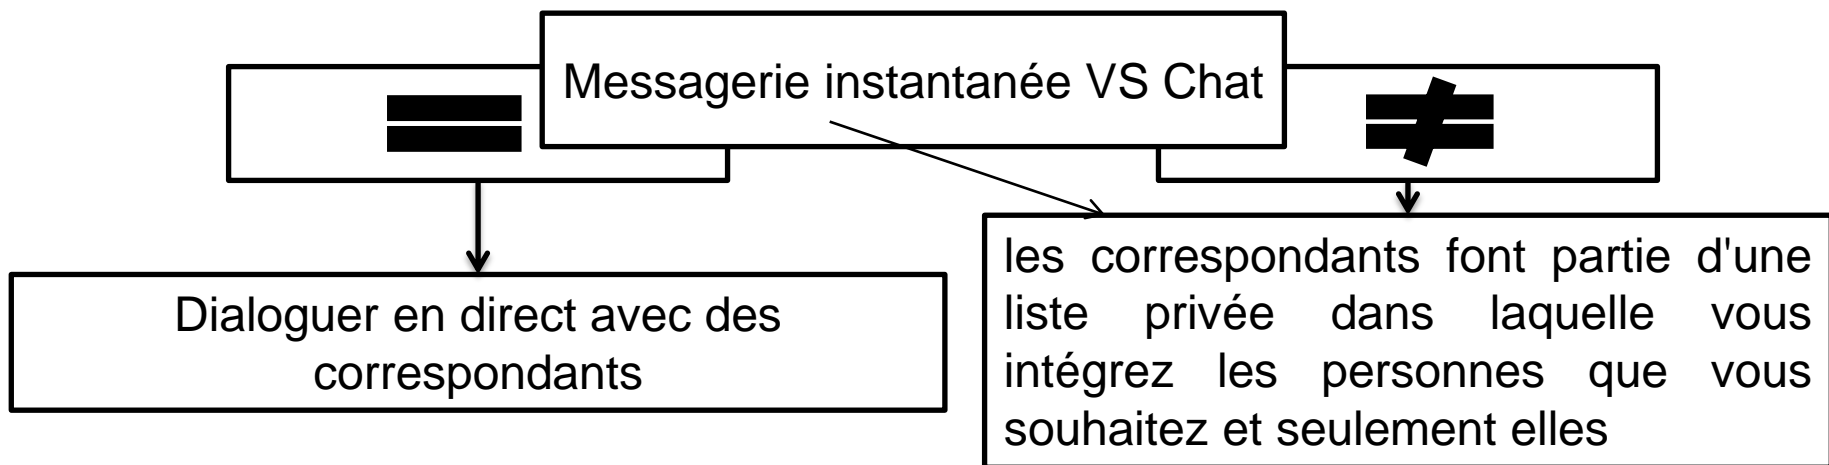 Messagerie instantanée VS Chat
=
≠
Dialoguer en direct avec des
correspondants
les correspondants font partie d'une
liste privée dans laquelle vous
intégrez les personnes que vous
souhaitez et seulement elles